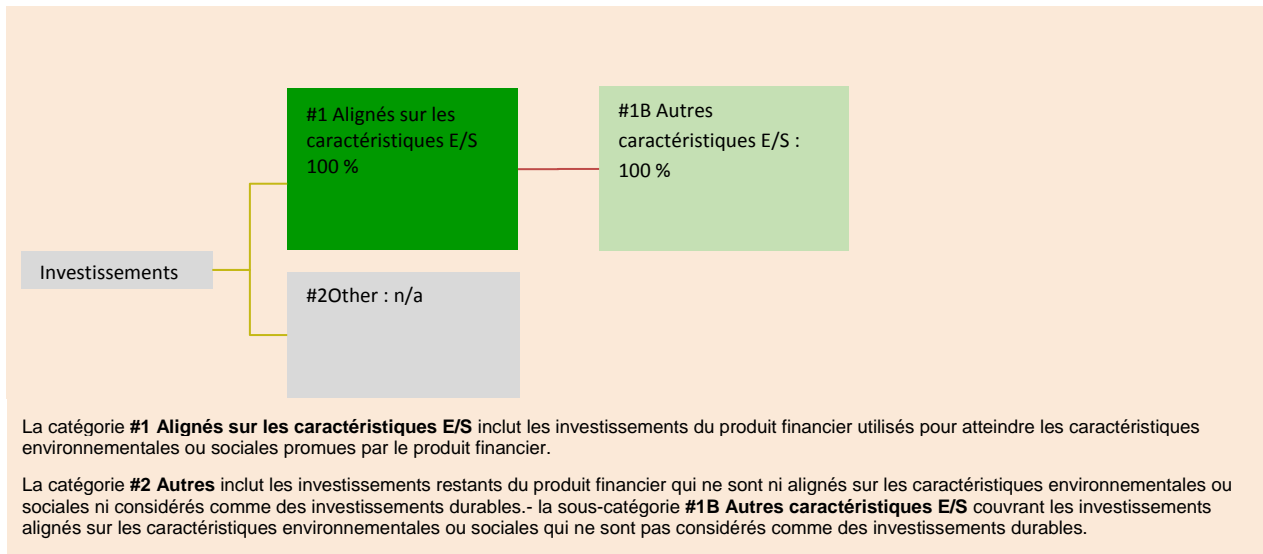 #1 Alignés sur les
caractéristiques E/S
100 %
#1B Autres
caractéristiques E/S :
100 %
Investissements
#2Other : n/a
La catégorie #1 Alignés sur les caractéristiques E/S inclut les investissements du produit financier utilisés pour atteindre les caractéristiques
environnementales ou sociales promues par le produit financier.
La catégorie #2 Autres inclut les investissements restants du produit financier qui ne sont ni alignés sur les caractéristiques environnementales ou
sociales ni considérés comme des investissements durables.- la sous-catégorie #1B Autres caractéristiques E/S couvrant les investissements
alignés sur les caractéristiques environnementales ou sociales qui ne sont pas considérés comme des investissements durables.